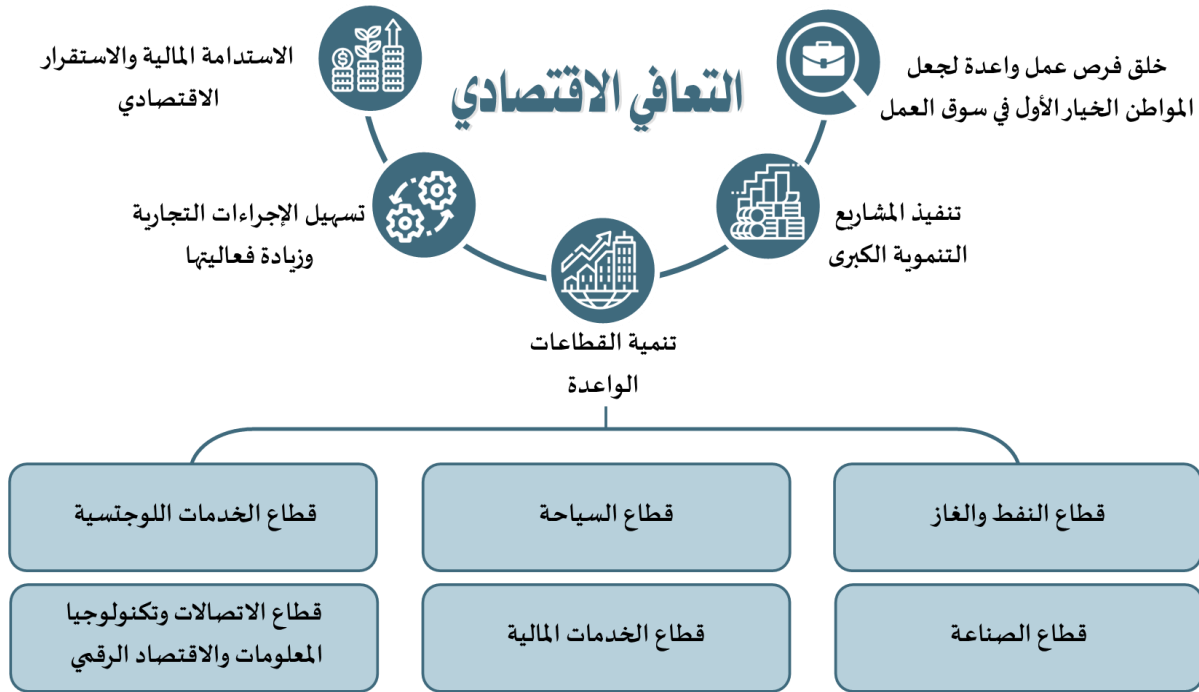 التعافي الاقتصادي
خلق فرص عمل واعدة لجعل
المواطن الخيار الأول في سوق العمل
تنفيذ المشاريع
التنموية الكبرى
تنمية القطاعات
الواعدة
تسهيل الإجراءات التجارية
وزيادة فعاليتها
الاستدامة المالية والاستقرار
الاقتصادي
قطاع النفط والغاز
قطاع السياحة
قطاع الخدمات اللوجتسية
قطاع الصناعة
قطاع الخدمات المالية
قطاع الاتصالات وتكنولوجيا
المعلومات والاقتصاد الرقمي